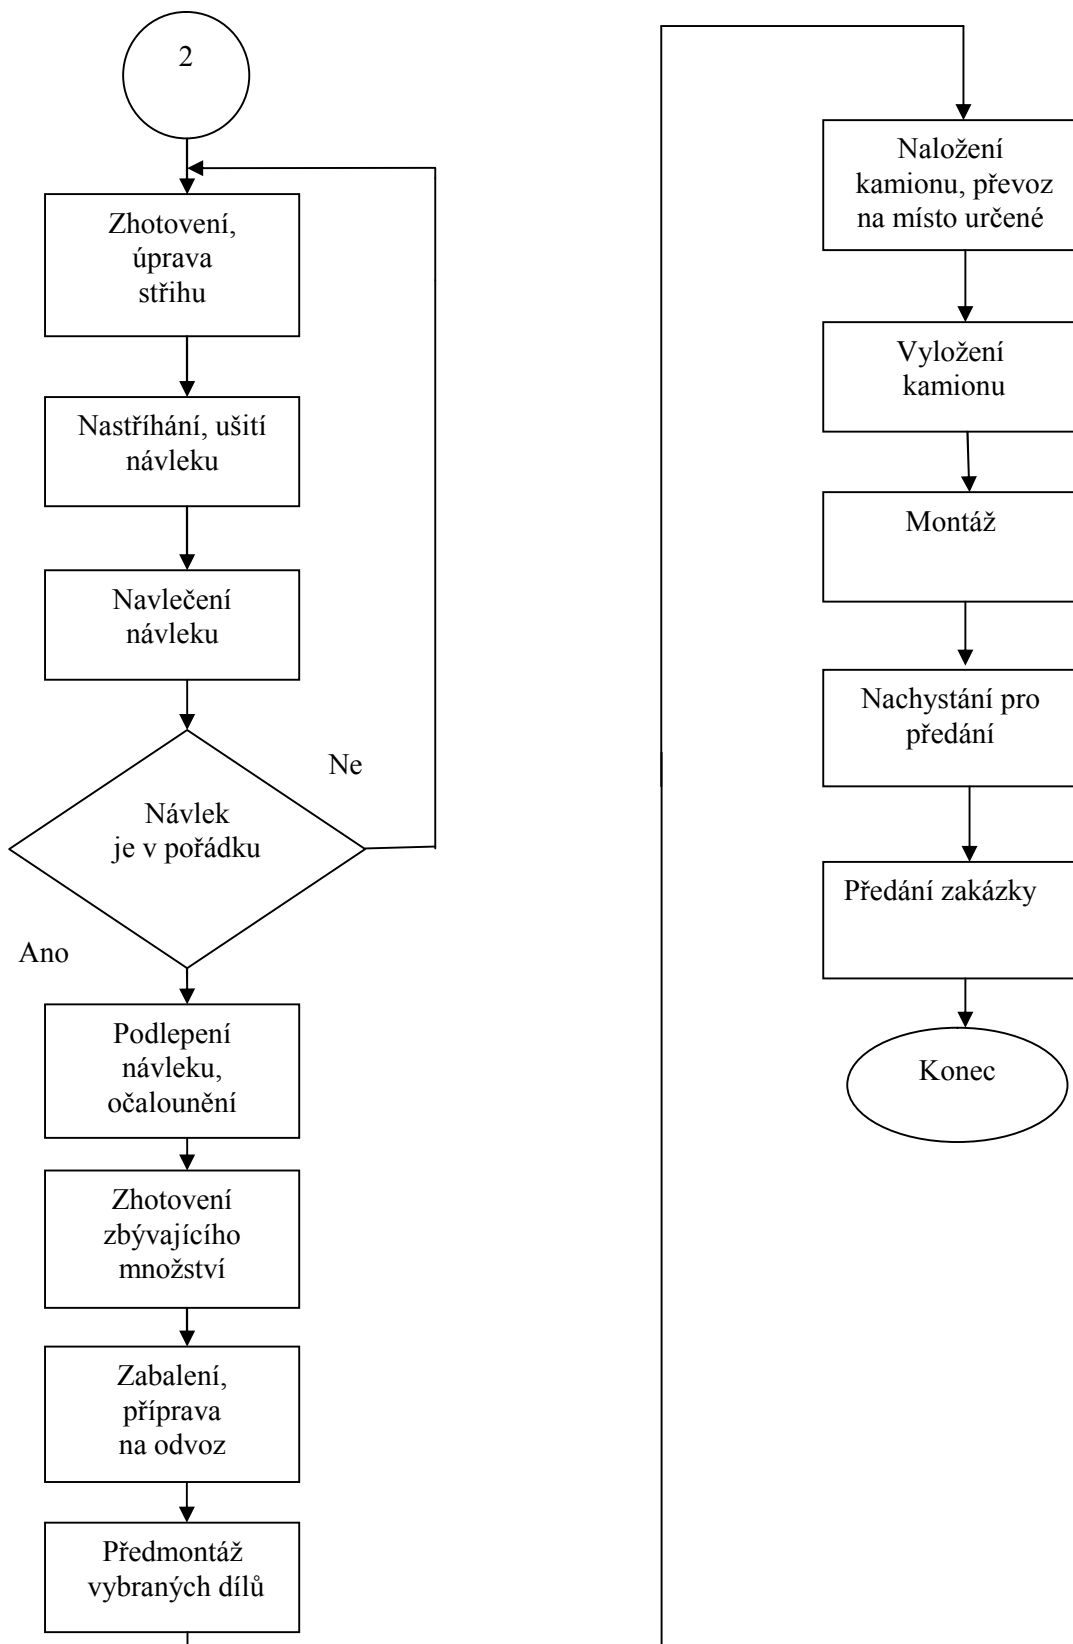 2
Zhotovení,
úprava
střihu
Nastříhání, ušití
návleku
Navlečení
návleku
Ne
Návlek
je v pořádku
Ano
Podlepení
návleku,
očalounění
Zhotovení
zbývajícího
množství
Zabalení,
příprava
na odvoz
Předmontáž
vybraných dílů
Naložení
kamionu, převoz
na místo určené
Vyložení
kamionu
Montáž
Nachystání pro
předání
Předání zakázky
Konec